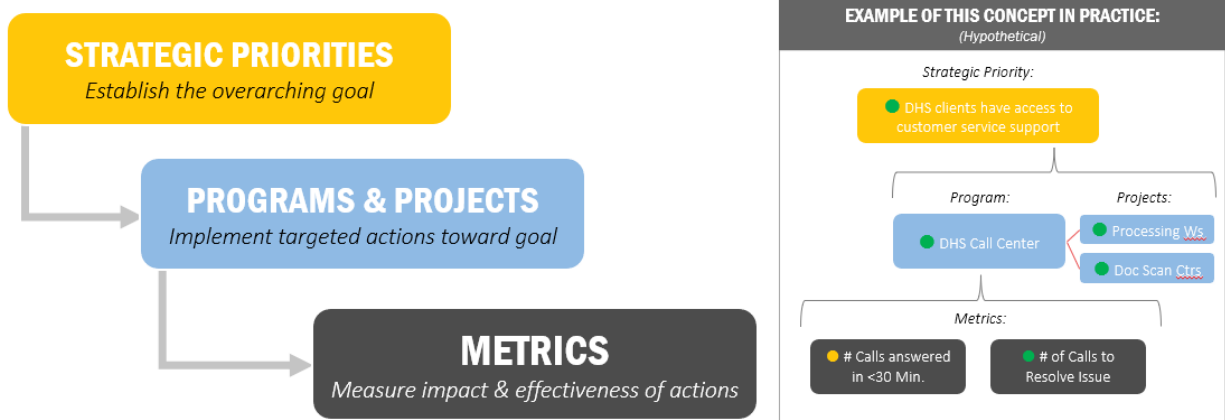 STRATEGIC PRIORITIES
Establish the overarching goal
PROGRAMS & PROJECTS
Implement targeted actions toward goal
METRICS
Measure impact & effectiveness of actions
EXAMPLE OF THIS CONCEPT IN PRACTICE:
(Hypothetical)
Strategic Priority:
DHS clients have access to
customer service support
Program:
Projects:
DHS Call Center
Processing Ws
Doc Scan Ctrs
Metrics:
# Calls answered
in <30 Min.
# of Calls to
Resolve Issue